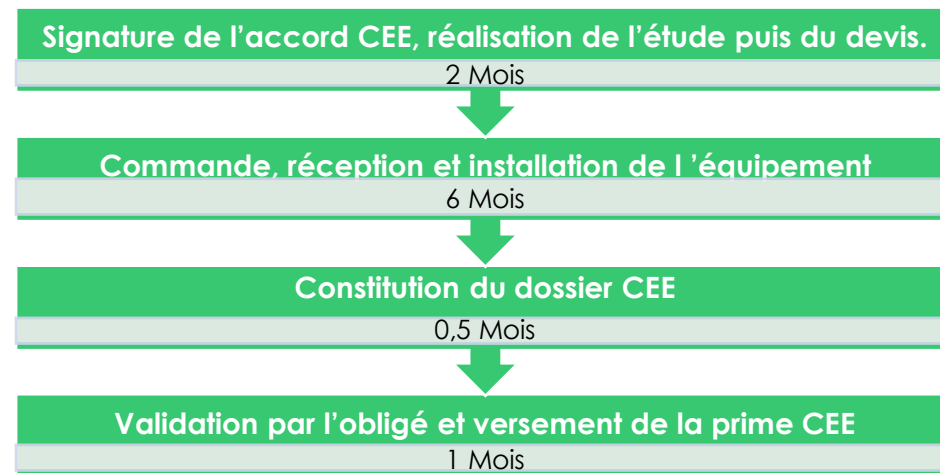 Signature de l’accord CEE, réalisation de l’étude puis du devis.
2 Mois
Commande, réception et installation de l ’équipement
6 Mois
Constitution du dossier CEE
0,5 Mois
Validation par l’obligé et versement de la prime CEE
1 Mois